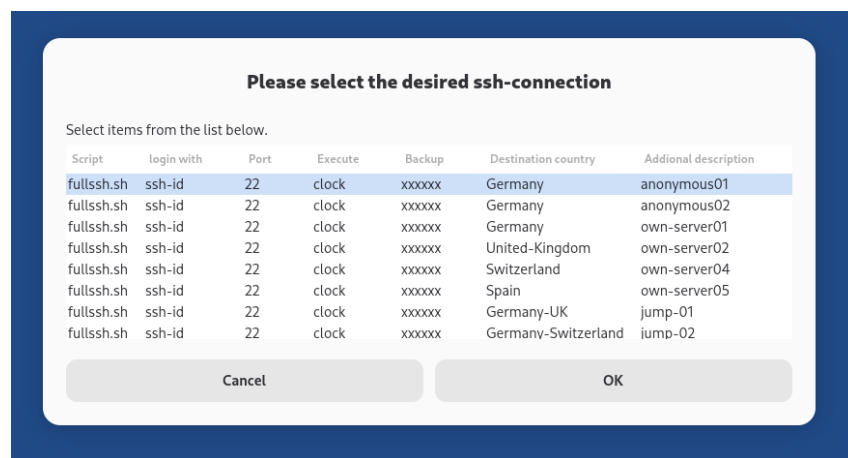 Please select the desired ssh-connection
Select items from the list below.
Script login with Port Execute Backup Destination country Addional description
fullssh.sh ssh-id 22 clock xxxxxx Germany anonymous01
fullssh.sh ssh-id 22 clock xxxxxx Germany anonymous02
fullssh.sh ssh-id 22 clock xxxxxx Germany own-server01
fullssh.sh ssh-id 22 clock xxxxxx United-Kingdom own-server02
fullssh.sh ssh-id 22 clock xxxxxx Switzerland own-server04
fullssh.sh ssh-id 22 clock xxxxxx Spain own-server05
fullssh.sh ssh-id 22 clock xxxxxx Germany-UK jump-01
fullssh.sh ssh-id 22 clock xxxxxx Germany-Switzerland jump-02
Cancel OK